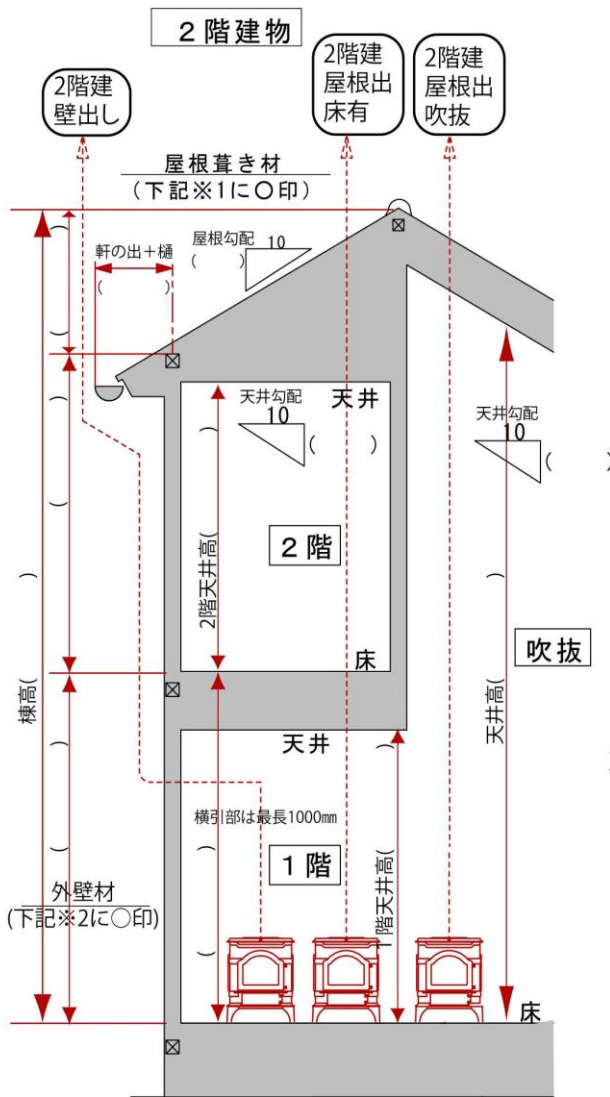 ２階建物
2階建
壁出し
2階建
屋根出
床有
2階建
屋根出
吹抜
屋根葺き材
(下記※1に〇印)
軒の出＋樋
(　　　)
屋根勾配
(　　　)
10
(　　　)
(　　　)
天井勾配
10
(　　　)
天井
天井勾配
10
(　　　)
2階天井高(　　　)
２階
床
吹抜
棟高(　　　)
天井高(　　　)
天井
(　　　)
横引部は最長1000㎜
(　　　)
１階
1階天井高(　　　)
外壁材
(下記※2に〇印)
床